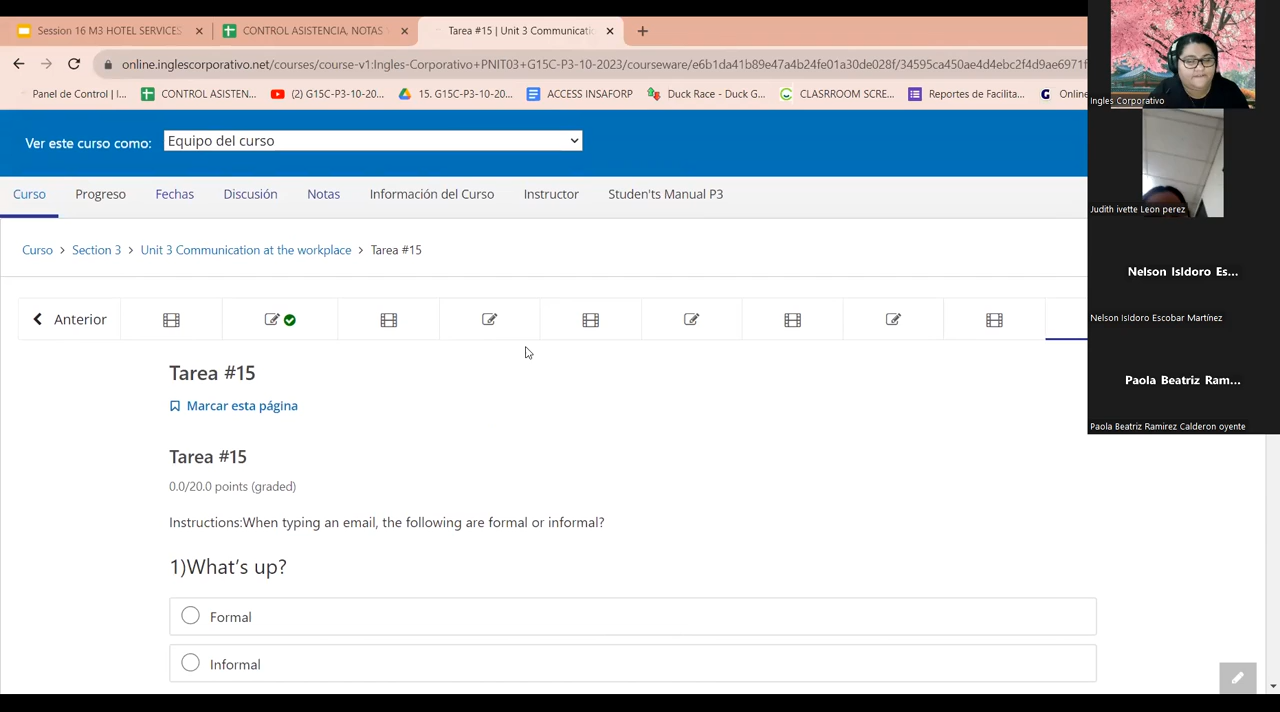 Session 16 M3 HOTEL SERVICES
CONTROL ASISTENCIA, NOTAS
Tarea #15 | Unit 3 Communicati
online.inglescorporativo.net/courses/course-v1:Ingles-Corporativo+PNIT03+G15C-P3-10-2023/courseware/e6b1da41b89e47a4b24fe01a30de028f/34595ca450ae4d4ebc2f4d9ae6971f
Panel de Control | I...
CONTROL ASISTEN...
(2) G15C-P3-10-20...
15. G15C-P3-10-20...
ACCESS INSAFORP
Duck Race - Duck G...
CLASRROOM SCRE...
Reportes de Facilita...
Online
Ver este curso como:
Equipo del curso
Curso
Progreso
Fechas
Discusión
Notas
Información del Curso
Instructor
Studen'ts Manual P3
Curso > Section 3 > Unit 3 Communication at the workplace > Tarea #15
Anterior
Tarea #15
Marcar esta página
Tarea #15
0.0/20.0 points (graded)
Instructions:When typing an email, the following are formal or informal?
1)What's up?
Formal
Informal
Ingles Corporativo
Judith ivette Leon perez
Nelson Isldoro Es...
Nelson Isldoro Escobar Martínez
Paola Beatriz Ram...
Paola Beatriz Ramirez Calderon oyente